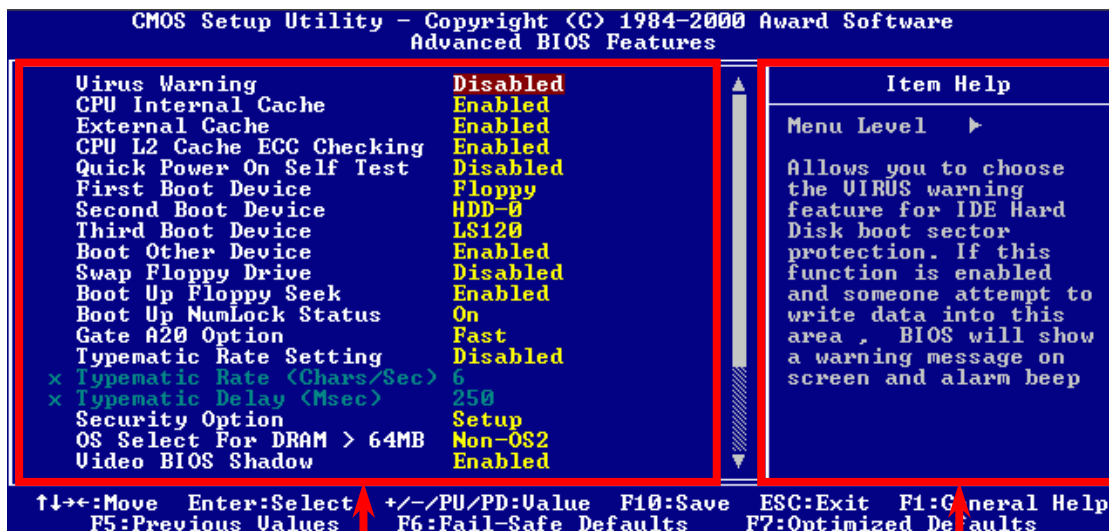 CMOS Setup Utility – Copyright (C) 1984-2000 Award Software
Advanced BIOS Features
Virus Warning Disabled
CPU Internal Cache Enabled
External Cache Enabled
CPU L2 Cache ECC Checking Enabled
Quick Power On Self Test Disabled
First Boot Device Floppy
Second Boot Device HDD-0
Third Boot Device LS120
Boot Other Device Enabled
Swap Floppy Drive Disabled
Boot Up Floppy Seek Enabled
Boot Up NumLock Status On
Gate A20 Option Fast
Typematic Rate Setting Disabled
x Typematic Rate (Chars/Sec) 6
x Typematic Delay (Msec) 250
Security Option Setup
OS Select For DRAM > 64MB Non-OS2
Video BIOS Shadow Enabled
Item Help
Menu Level ▶
Allows you to choose
the VIRUS warning
feature for IDE Hard
Disk boot sector
protection. If this
function is enabled
and someone attempt to
write data into this
area , BIOS will show
a warning message on
screen and alarm beep
↑↓→←:Move Enter:Select +/-/PU/PD:Value F10:Save ESC:Exit F1:General Help
F5:Previous Values F6:Fail-Safe Defaults F7:Optimized Defaults